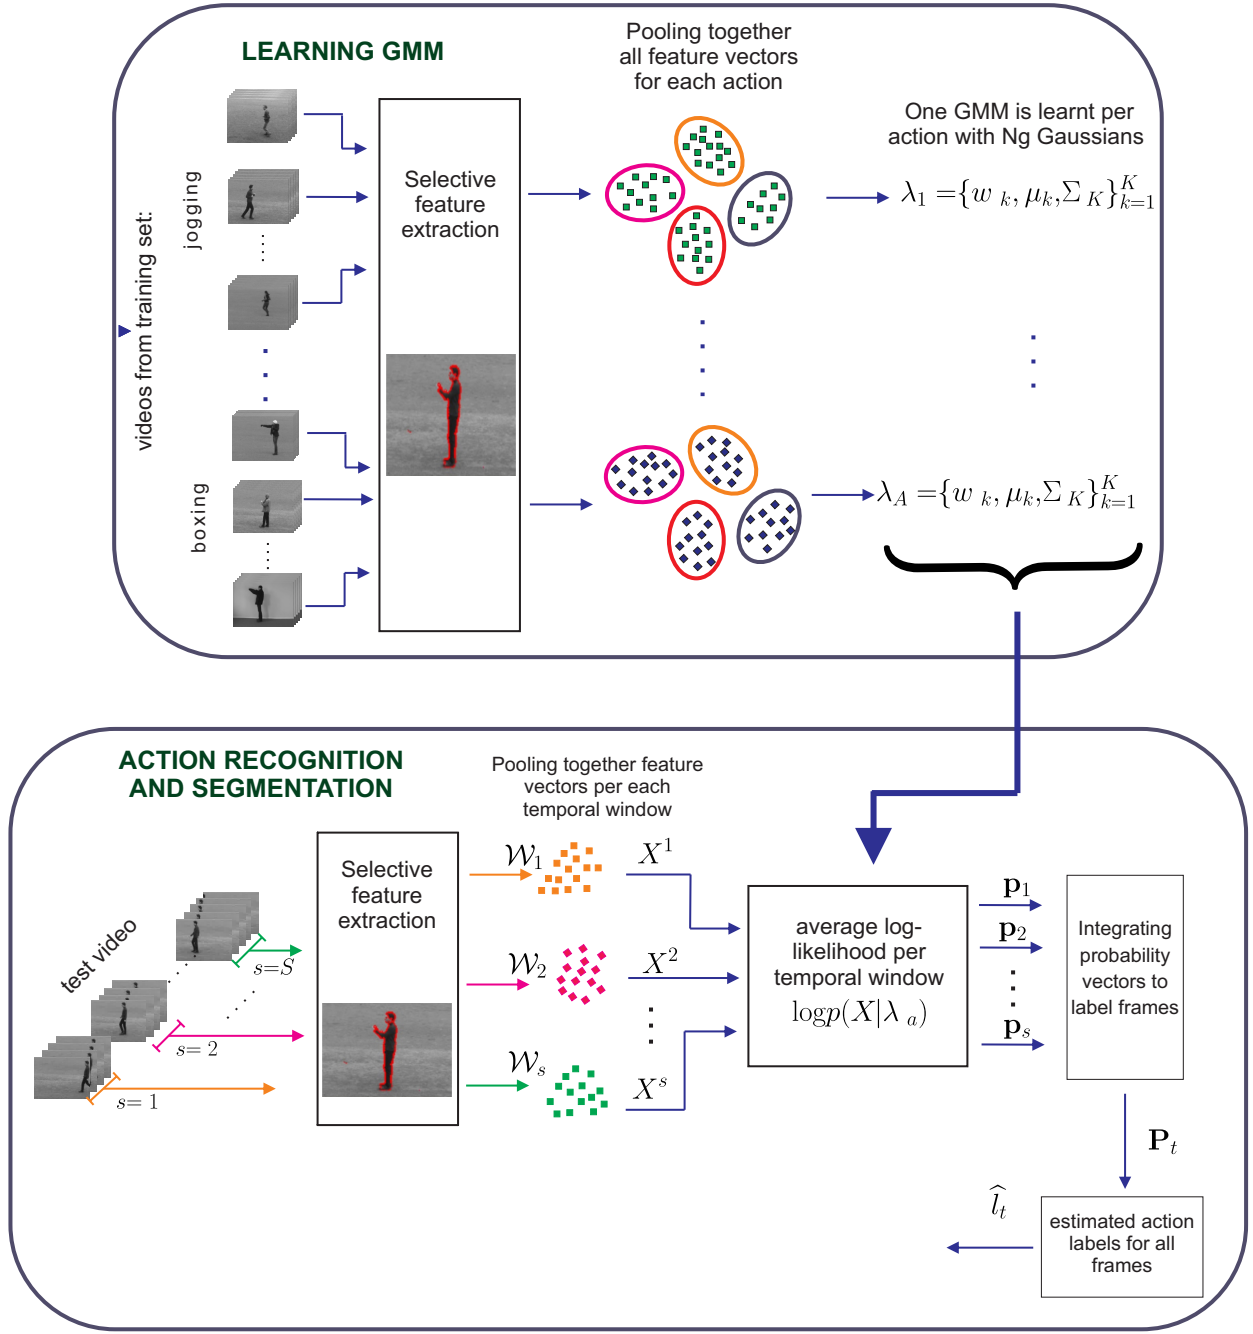 LEARNING GMM
Pooling together
all feature vectors
for each action
One GMM is learnt per
action with Ng Gaussians
videos from training set:
jogging
boxing
Selective
feature
extraction
λ₁ ={w ₖ, μₖ,Σ _K}_{k=1}^K
λ_A ={w ₖ, μₖ,Σ _K}_{k=1}^K
ACTION RECOGNITION
AND SEGMENTATION
Pooling together feature
vectors per each
temporal window
test video
s=S
s= 2
s= 1
Selective
feature
extraction
𝒲₁
𝒲₂
𝒲ₛ
X¹
X²
Xˢ
average log-
likelihood per
temporal window
logp(X|λ ₐ)
p₁
p₂
pₛ
Integrating
probability
vectors to
label frames
Pₜ
estimated action
labels for all
frames
l̂ₜ